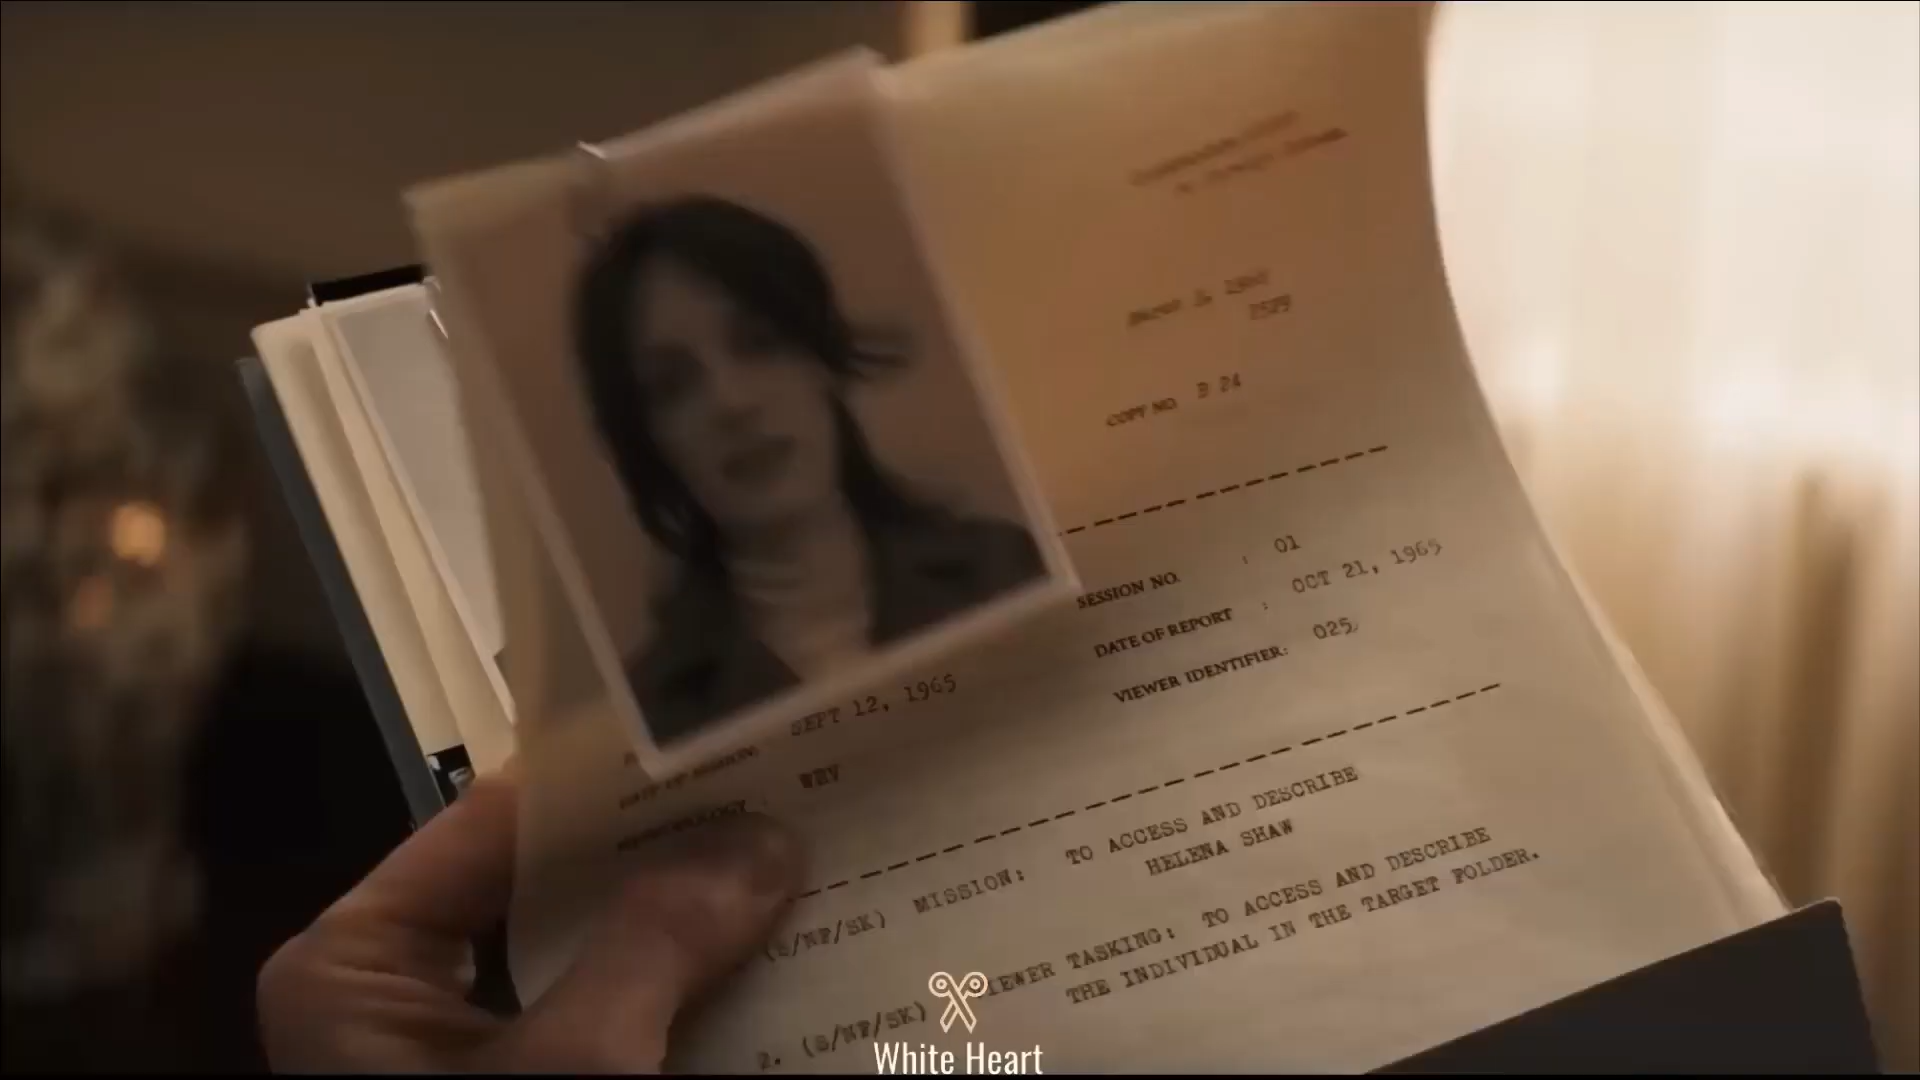 COPY NO. B 24
SESSION NO. : 01
DATE OF REPORT : OCT 21, 1965
VIEWER IDENTIFIER: 025
SEPT 12, 1965
WRV
(S/NF/SK) MISSION: TO ACCESS AND DESCRIBE
HELENA SHAW
2. (S/NF/SK) VIEWER TASKING: TO ACCESS AND DESCRIBE
THE INDIVIDUAL IN THE TARGET FOLDER.
White Heart